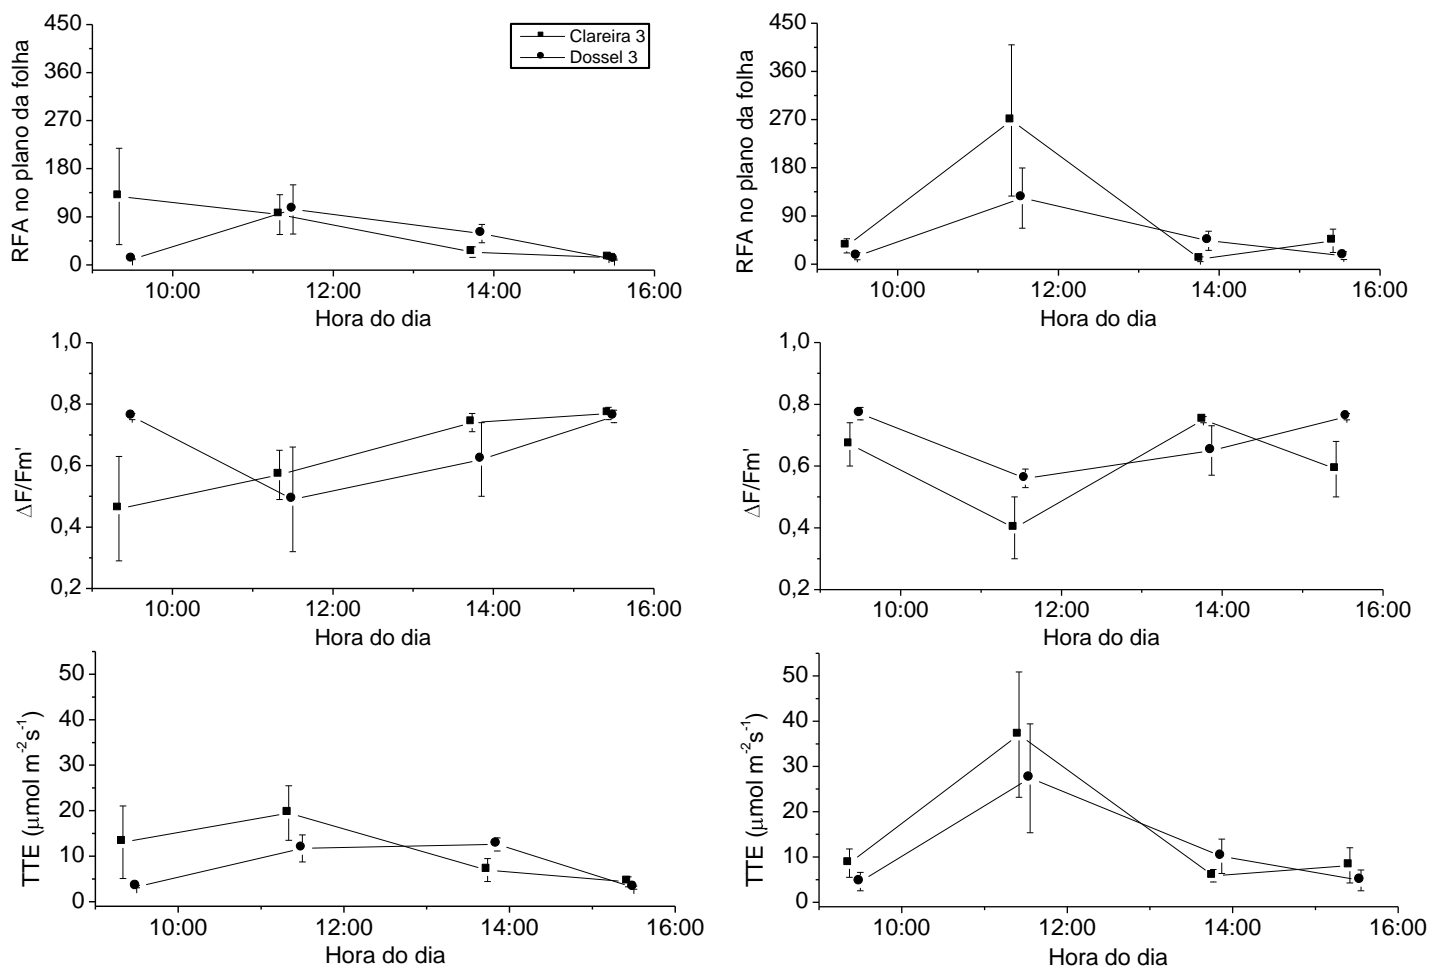 450
360
270
180
90
0
RFA no plano da folha
Clareira 3
Dossel 3
10:00 12:00 14:00 16:00
Hora do dia
450
360
270
180
90
0
RFA no plano da folha
10:00 12:00 14:00 16:00
Hora do dia
1,0
0,8
0,6
0,4
0,2
ΔF/Fm'
10:00 12:00 14:00 16:00
Hora do dia
1,0
0,8
0,6
0,4
0,2
ΔF/Fm'
10:00 12:00 14:00 16:00
Hora do dia
50
40
30
20
10
0
TTE (μmol m⁻²s⁻¹)
10:00 12:00 14:00 16:00
Hora do dia
50
40
30
20
10
0
TTE (μmol m⁻²s⁻¹)
10:00 12:00 14:00 16:00
Hora do dia